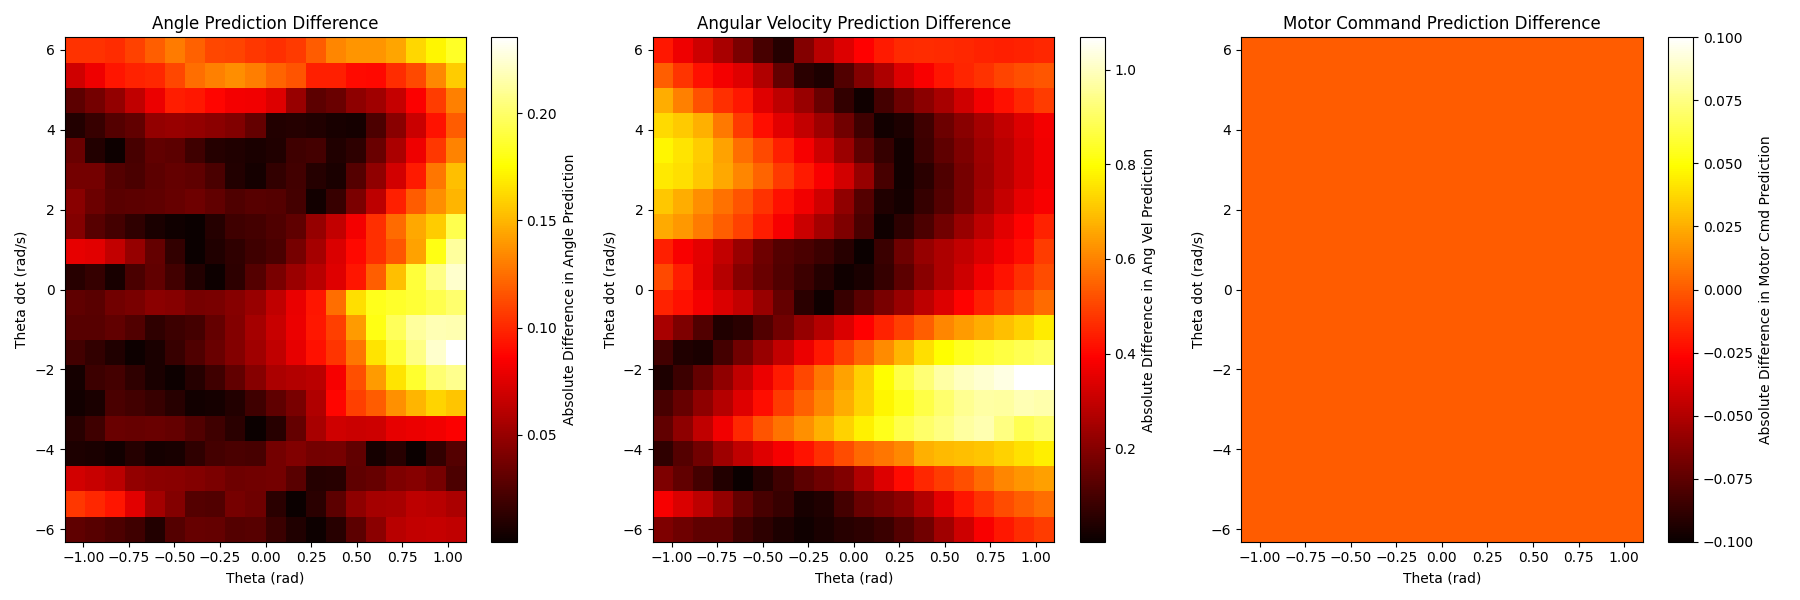 Angle Prediction Difference
6
4
2
0
−2
−4
−6
Theta dot (rad/s)
−1.00 −0.75 −0.50 −0.25 0.00 0.25 0.50 0.75 1.00
Theta (rad)
0.20
0.15
0.10
0.05
Absolute Difference in Angle Prediction
Angular Velocity Prediction Difference
6
4
2
0
−2
−4
−6
Theta dot (rad/s)
−1.00 −0.75 −0.50 −0.25 0.00 0.25 0.50 0.75 1.00
Theta (rad)
1.0
0.8
0.6
0.4
0.2
Absolute Difference in Ang Vel Prediction
Motor Command Prediction Difference
6
4
2
0
−2
−4
−6
Theta dot (rad/s)
−1.00 −0.75 −0.50 −0.25 0.00 0.25 0.50 0.75 1.00
Theta (rad)
0.100
0.075
0.050
0.025
0.000
−0.025
−0.050
−0.075
−0.100
Absolute Difference in Motor Cmd Prediction